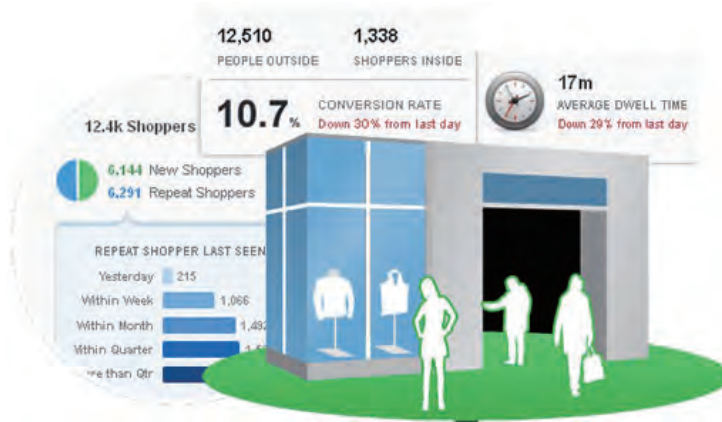 12,510
PEOPLE OUTSIDE
1,338
SHOPPERS INSIDE
10.7%
CONVERSION RATE
Down 30% from last day
17m
AVERAGE DWELL TIME
Down 29% from last day
12.4k Shoppers
6,144 New Shoppers
6,291 Repeat Shoppers
REPEAT SHOPPER LAST SEEN
Yesterday 215
Within Week 1,066
Within Month
Within Quarter
than Qtr